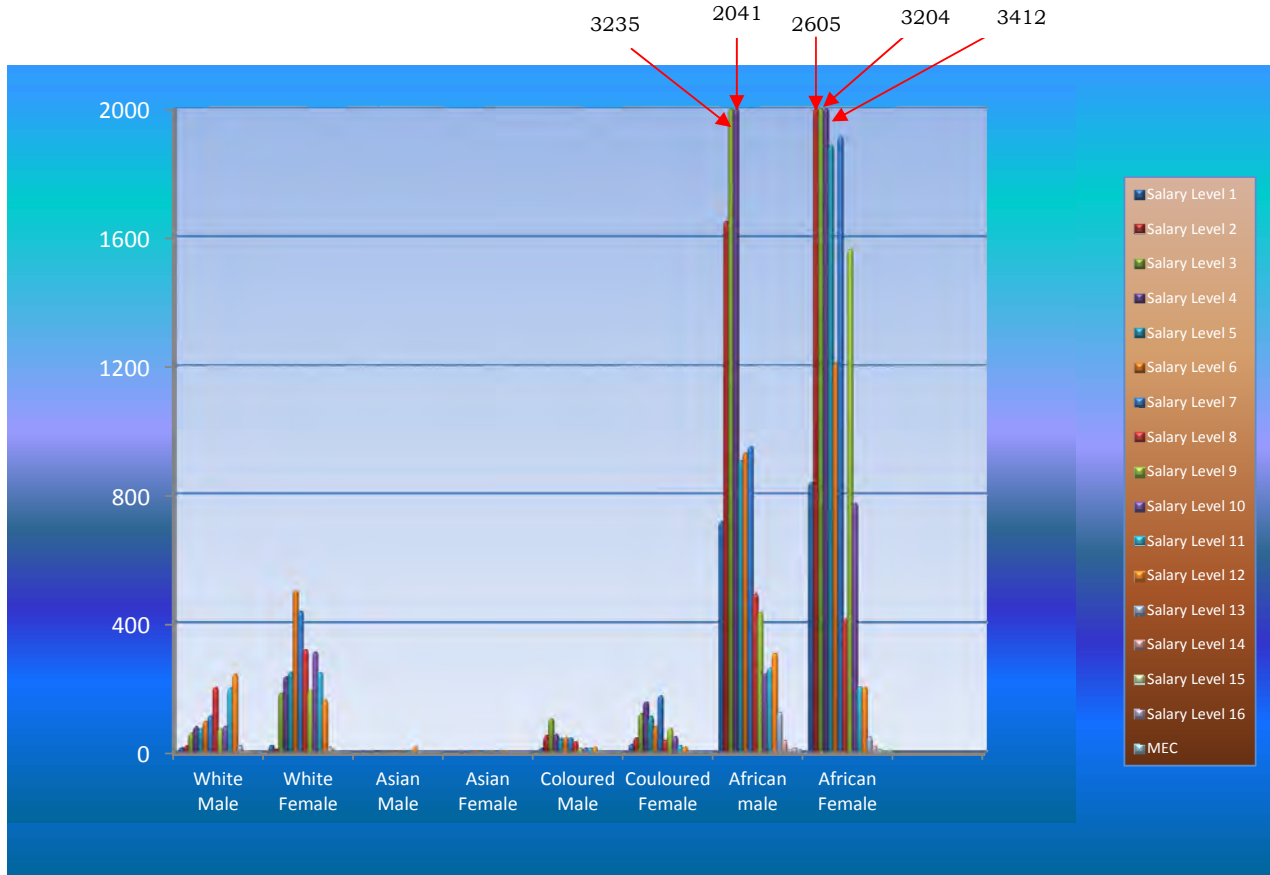 3235
2041
2605
3204
3412
2000
1600
1200
800
400
0
White
Male
White
Female
Asian
Male
Asian
Female
Coloured
Male
Couloured
Female
African
male
African
Female
Salary Level 1
Salary Level 2
Salary Level 3
Salary Level 4
Salary Level 5
Salary Level 6
Salary Level 7
Salary Level 8
Salary Level 9
Salary Level 10
Salary Level 11
Salary Level 12
Salary Level 13
Salary Level 14
Salary Level 15
Salary Level 16
MEC